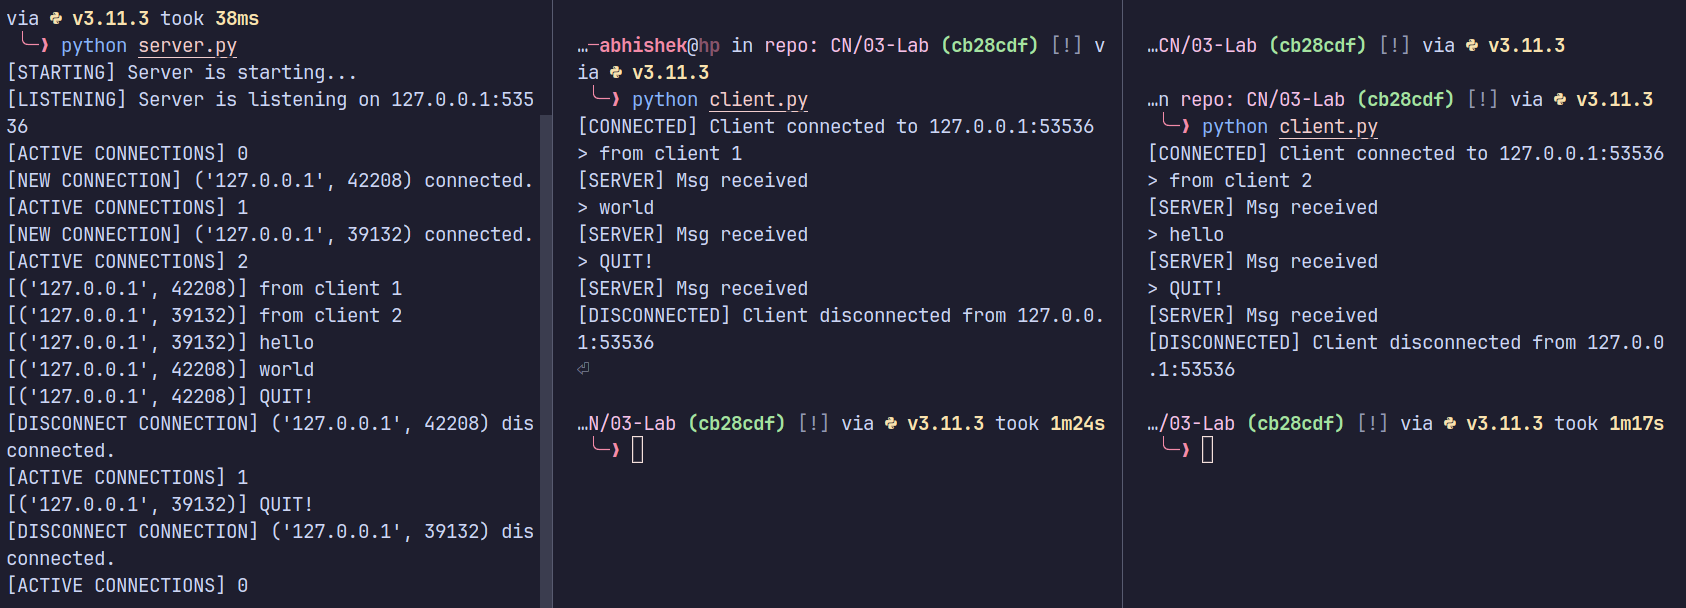 via v3.11.3 took 38ms
╰─❯ python server.py
[STARTING] Server is starting...
[LISTENING] Server is listening on 127.0.0.1:535
36
[ACTIVE CONNECTIONS] 0
[NEW CONNECTION] ('127.0.0.1', 42208) connected.
[ACTIVE CONNECTIONS] 1
[NEW CONNECTION] ('127.0.0.1', 39132) connected.
[ACTIVE CONNECTIONS] 2
[('127.0.0.1', 42208)] from client 1
[('127.0.0.1', 39132)] from client 2
[('127.0.0.1', 39132)] hello
[('127.0.0.1', 42208)] world
[('127.0.0.1', 42208)] QUIT!
[DISCONNECT CONNECTION] ('127.0.0.1', 42208) dis
connected.
[ACTIVE CONNECTIONS] 1
[('127.0.0.1', 39132)] QUIT!
[DISCONNECT CONNECTION] ('127.0.0.1', 39132) dis
connected.
[ACTIVE CONNECTIONS] 0
…─abhishek@hp in repo: CN/03-Lab (cb28cdf) [!] v
ia v3.11.3
╰─❯ python client.py
[CONNECTED] Client connected to 127.0.0.1:53536
> from client 1
[SERVER] Msg received
> world
[SERVER] Msg received
> QUIT!
[SERVER] Msg received
[DISCONNECTED] Client disconnected from 127.0.0.
1:53536
⏎
…N/03-Lab (cb28cdf) [!] via v3.11.3 took 1m24s
╰─❯
…CN/03-Lab (cb28cdf) [!] via v3.11.3
…n repo: CN/03-Lab (cb28cdf) [!] via v3.11.3
╰─❯ python client.py
[CONNECTED] Client connected to 127.0.0.1:53536
> from client 2
[SERVER] Msg received
> hello
[SERVER] Msg received
> QUIT!
[SERVER] Msg received
[DISCONNECTED] Client disconnected from 127.0.0
.1:53536
…/03-Lab (cb28cdf) [!] via v3.11.3 took 1m17s
╰─❯